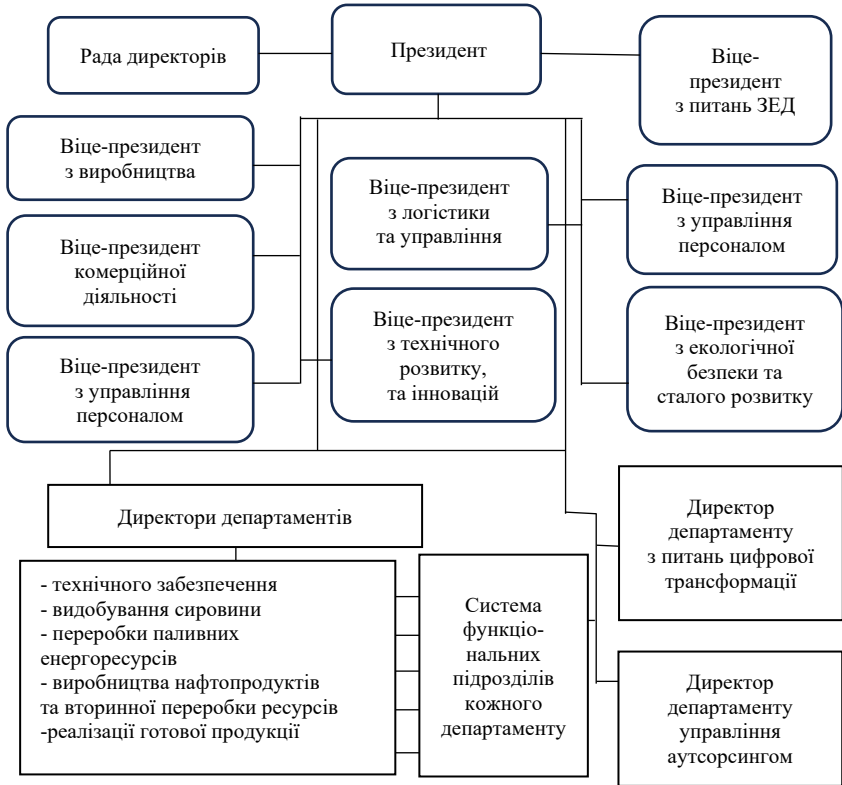 Рада директорів
Президент
Віце-
президент
з питань ЗЕД
Віце-президент
з виробництва
Віце-президент
з логістики
та управління
Віце-президент
з управління
персоналом
Віце-президент
комерційної
діяльності
Віце-президент
з технічного
розвитку,
та інновацій
Віце-президент
з екологічної
безпеки та
сталого розвитку
Віце-президент
з управління
персоналом
Директори департаментів
Директор
департаменту
з питань цифрової
трансформації
- технічного забезпечення
- видобування сировини
- переробки паливних
енергоресурсів
- виробництва нафтопродуктів
та вторинної переробки ресурсів
-реалізації готової продукції
Система
функціо-
нальних
підрозділів
кожного
департаменту
Директор
департаменту
управління
аутсорсингом